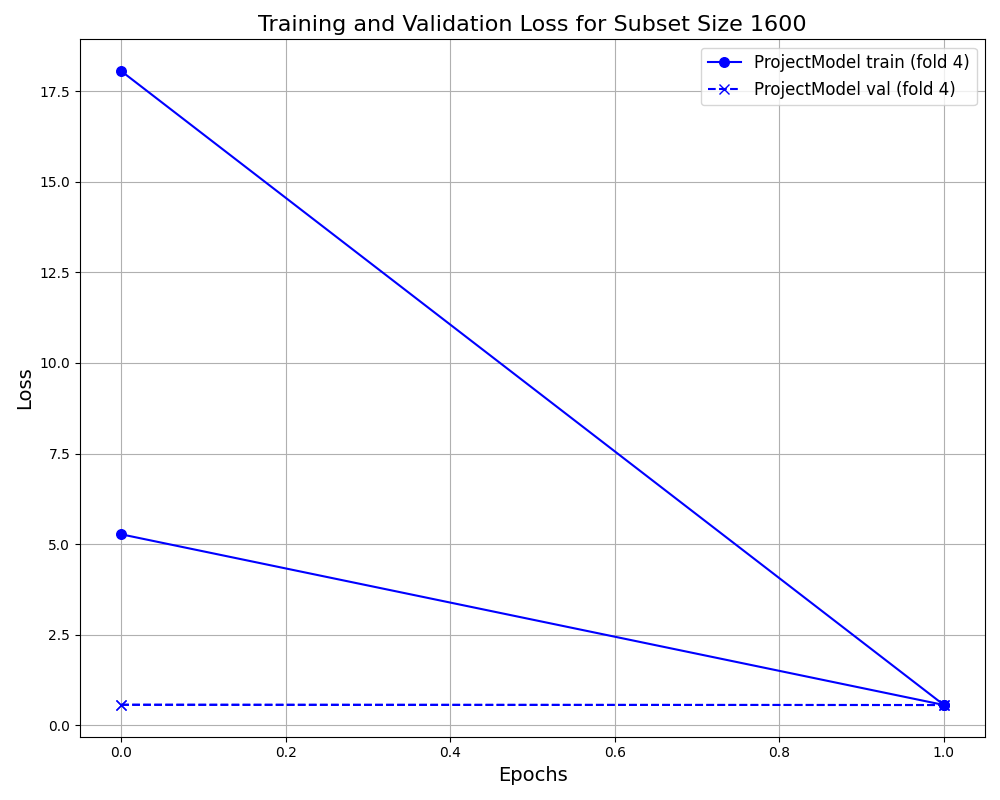 Training and Validation Loss for Subset Size 1600
ProjectModel train (fold 4)
ProjectModel val (fold 4)
17.5
15.0
12.5
10.0
7.5
5.0
2.5
0.0
Loss
0.0 0.2 0.4 0.6 0.8 1.0
Epochs